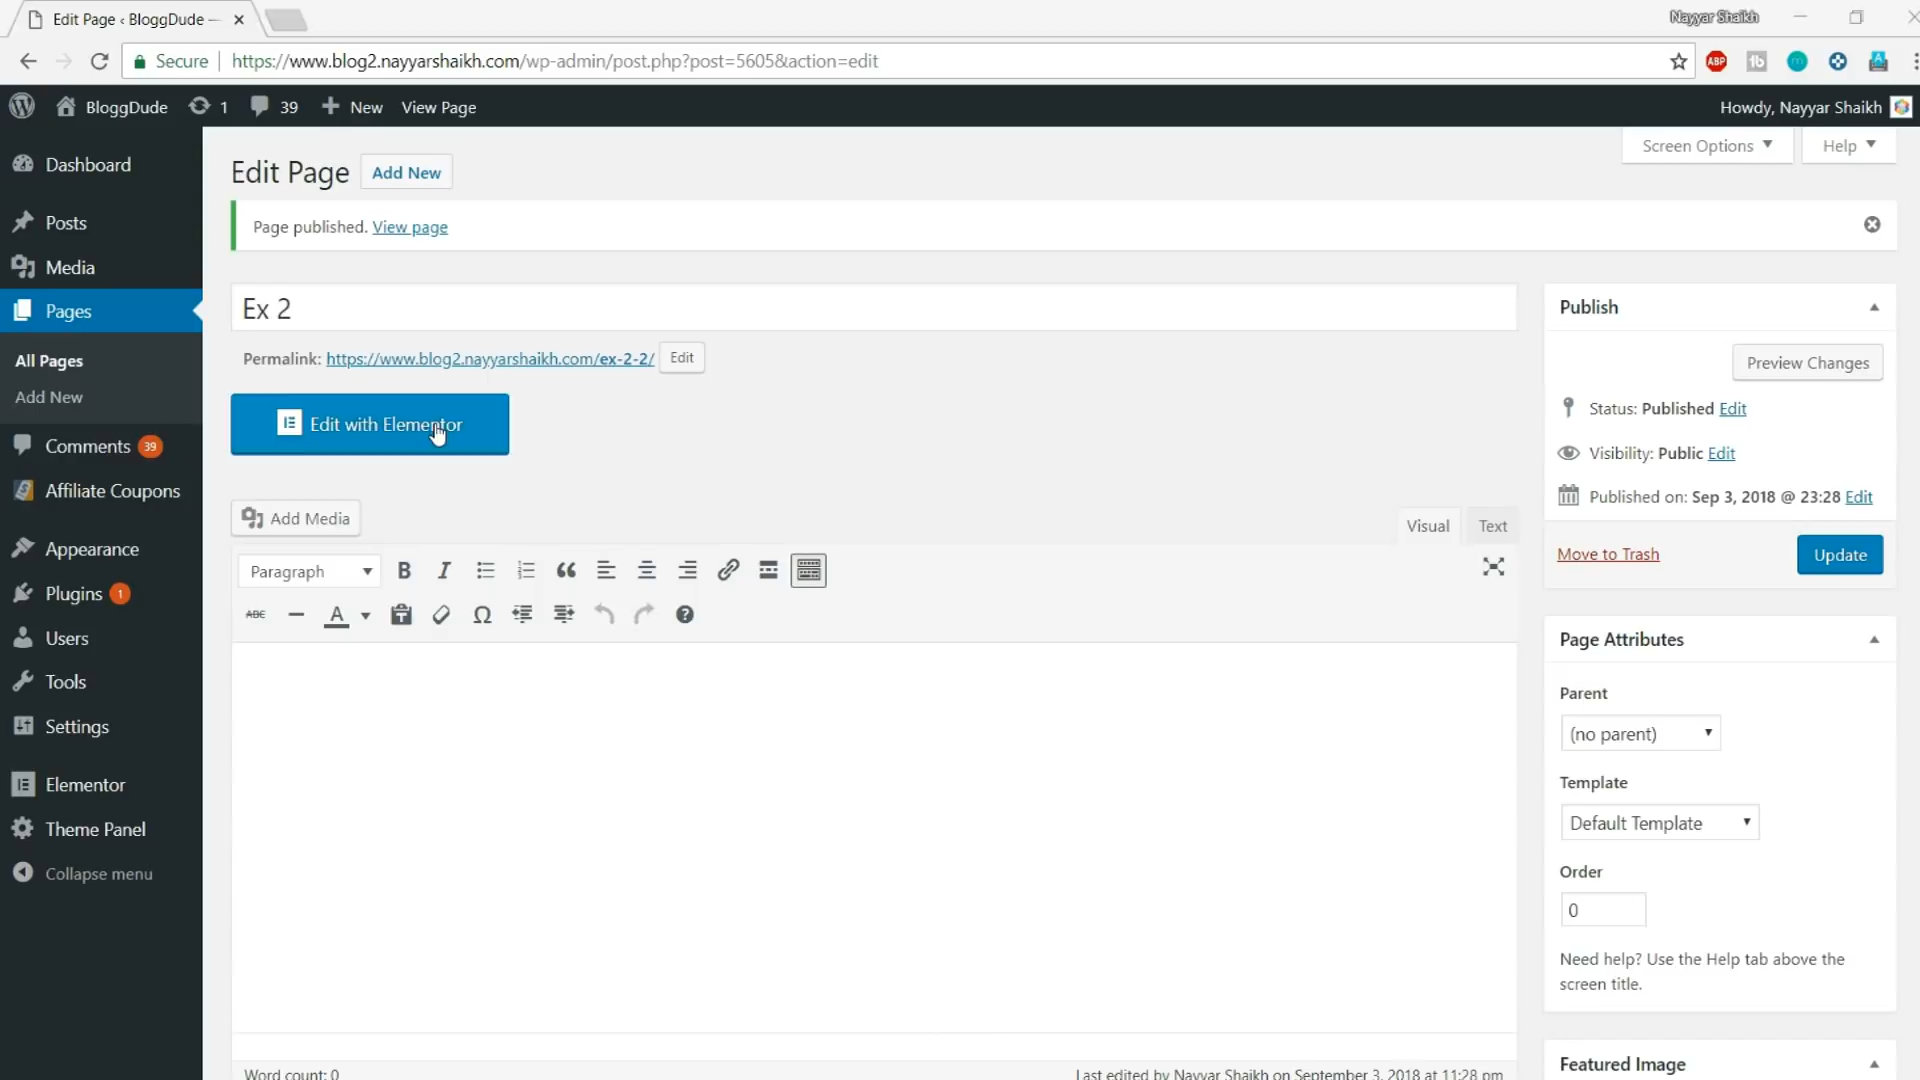 Edit Page ‹ BloggDude —
Nayyar Shaikh
Secure https://www.blog2.nayyarshaikh.com/wp-admin/post.php?post=5605&action=edit
ABP
BloggDude 1 39 New View Page
Howdy, Nayyar Shaikh
Screen Options Help
Dashboard
Posts
Media
Pages
All Pages
Add New
Comments 39
Affiliate Coupons
Appearance
Plugins 1
Users
Tools
Settings
Elementor
Theme Panel
Collapse menu
Edit Page Add New
Page published. View page
Ex 2
Permalink: https://www.blog2.nayyarshaikh.com/ex-2-2/ Edit
Edit with Elementor
Add Media
Visual Text
Paragraph
B I
ABC A Ω
Word count: 0
Last edited by Nayyar Shaikh on September 3, 2018 at 11:28 pm
Publish
Preview Changes
Status: Published Edit
Visibility: Public Edit
Published on: Sep 3, 2018 @ 23:28 Edit
Move to Trash Update
Page Attributes
Parent
(no parent)
Template
Default Template
Order
0
Need help? Use the Help tab above the
screen title.
Featured Image